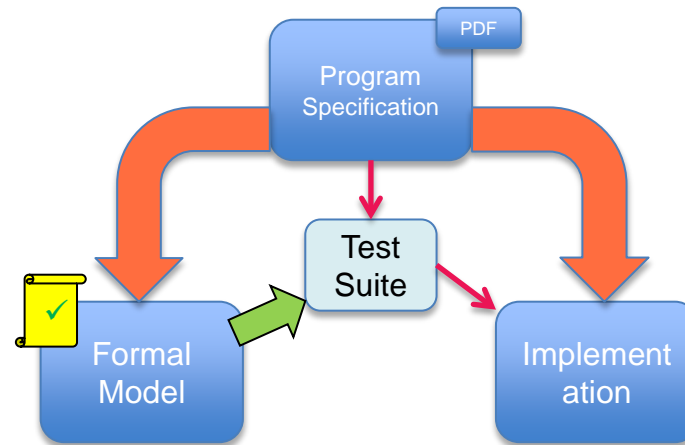 PDF
Program
Specification
Test
Suite
Formal
Model
Implement
ation